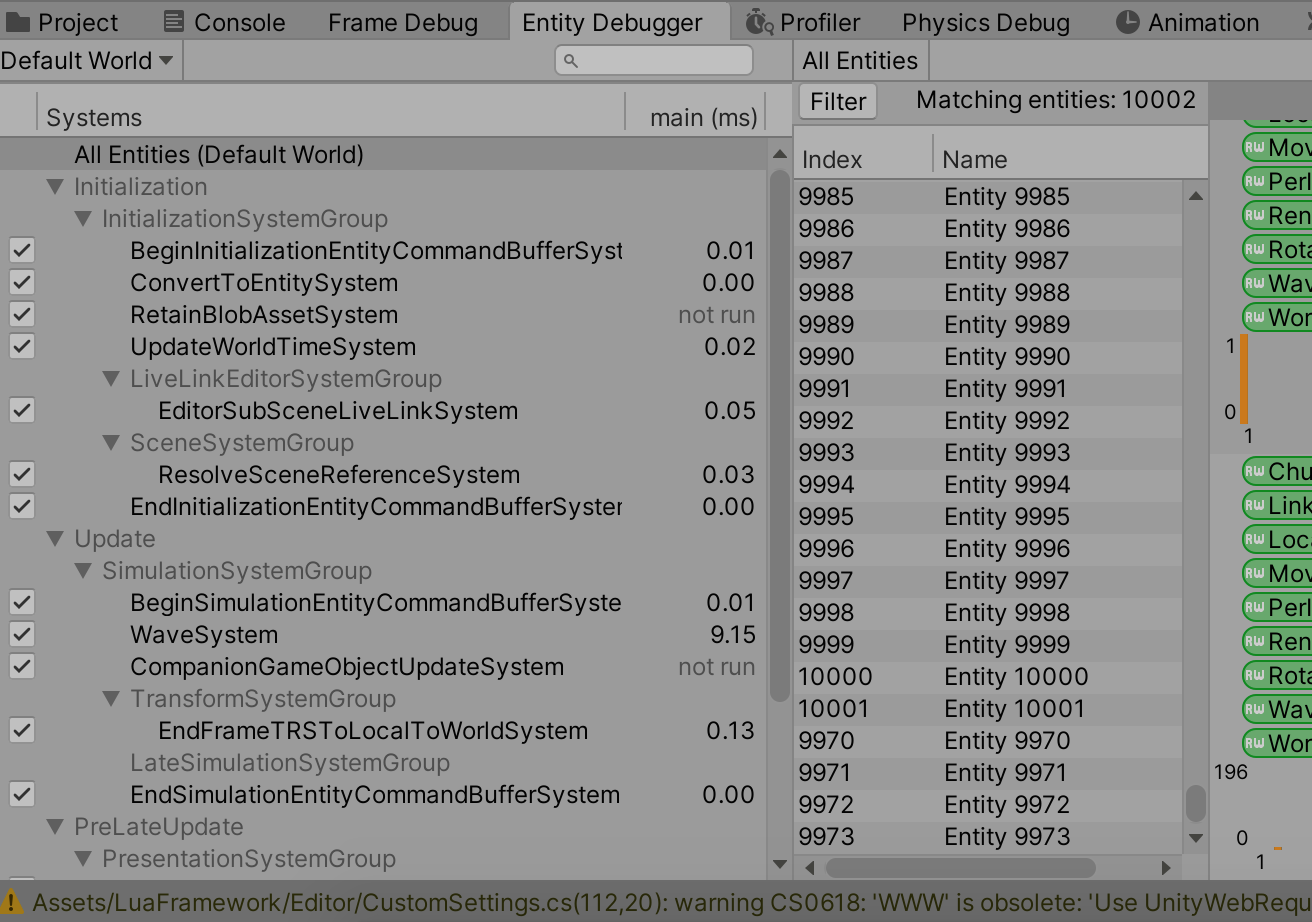 Project Console Frame Debug Entity Debugger Profiler Physics Debug Animation
Default World
All Entities
Filter Matching entities: 10002
Systems main (ms)
All Entities (Default World)
Initialization
InitializationSystemGroup
BeginInitializationEntityCommandBufferSyst 0.01
ConvertToEntitySystem 0.00
RetainBlobAssetSystem not run
UpdateWorldTimeSystem 0.02
LiveLinkEditorSystemGroup
EditorSubSceneLiveLinkSystem 0.05
SceneSystemGroup
ResolveSceneReferenceSystem 0.03
EndInitializationEntityCommandBufferSyster 0.00
Update
SimulationSystemGroup
BeginSimulationEntityCommandBufferSyste 0.01
WaveSystem 9.15
CompanionGameObjectUpdateSystem not run
TransformSystemGroup
EndFrameTRSToLocalToWorldSystem 0.13
LateSimulationSystemGroup
EndSimulationEntityCommandBufferSystem 0.00
PreLateUpdate
PresentationSystemGroup
Index Name
9985 Entity 9985
9986 Entity 9986
9987 Entity 9987
9988 Entity 9988
9989 Entity 9989
9990 Entity 9990
9991 Entity 9991
9992 Entity 9992
9993 Entity 9993
9994 Entity 9994
9995 Entity 9995
9996 Entity 9996
9997 Entity 9997
9998 Entity 9998
9999 Entity 9999
10000 Entity 10000
10001 Entity 10001
9970 Entity 9970
9971 Entity 9971
9972 Entity 9972
9973 Entity 9973
RW Mov
RW Perl
RW Ren
RW Rota
RW Wav
RW Wor
1
0
1
RW Chu
RW Link
RW Loca
RW Mov
RW Perl
RW Ren
RW Rota
RW Wav
RW Wor
196
0
1
Assets/LuaFramework/Editor/CustomSettings.cs(112,20): warning CS0618: 'WWW' is obsolete: 'Use UnityWebRequ